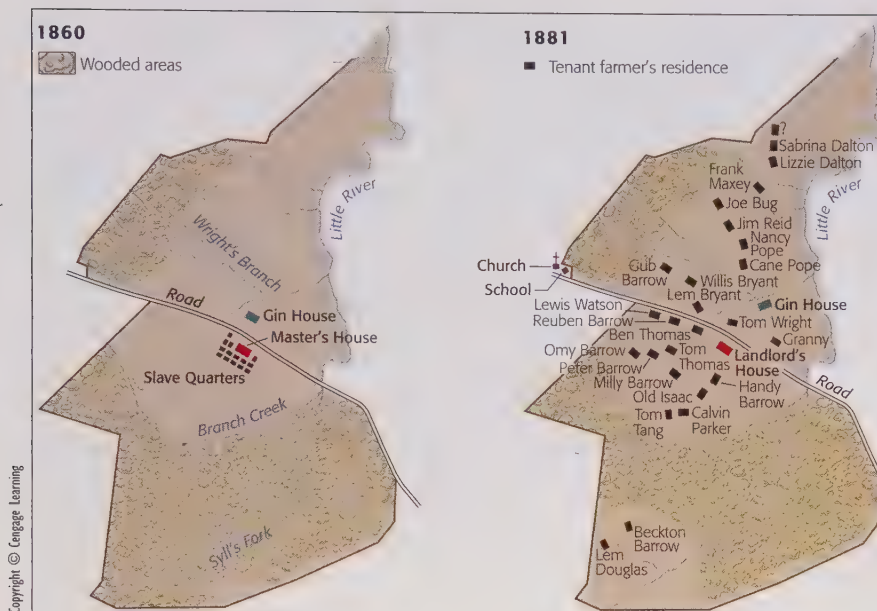 1860
Wooded areas
Wright's Branch
Little River
Road
Gin House
Master's House
Slave Quarters
Branch Creek
Syll's Fork
Copyright © Cengage Learning
1881
Tenant farmer's residence
?
Sabrina Dalton
Lizzie Dalton
Frank
Maxey
Joe Bug
Jim Reid
Nancy
Pope
Cane Pope
Little River
Church
School
Gub
Barrow
Willis Bryant
Lem Bryant
Gin House
Lewis Watson
Reuben Barrow
Ben Thomas
Tom Wright
Granny
Omy Barrow
Peter Barrow
Milly Barrow
Tom
Thomas
Landlord's
House
Handy
Barrow
Road
Old Isaac
Tom
Tang
Calvin
Parker
Beckton
Barrow
Lem
Douglas